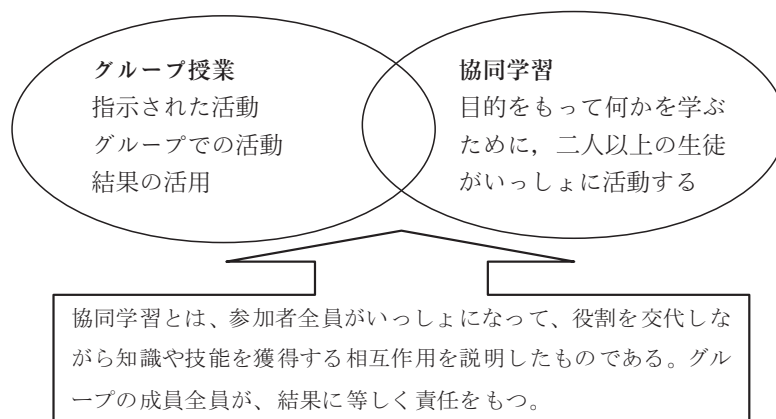 グループ授業
指示された活動
グループでの活動
結果の活用
協同学習
目的をもって何かを学ぶ
ために，二人以上の生徒
がいっしょに活動する
協同学習とは、参加者全員がいっしょになって、役割を交代しな
がら知識や技能を獲得する相互作用を説明したものである。グル
ープの成員全員が、結果に等しく責任をもつ。